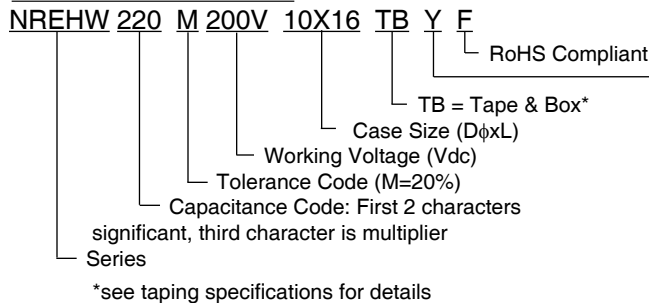 NREHW 220 M 200V 10X16 TB Y F
RoHS Compliant
TB = Tape & Box*
Case Size (DϕxL)
Working Voltage (Vdc)
Tolerance Code (M=20%)
Capacitance Code: First 2 characters
significant, third character is multiplier
Series
*see taping specifications for details